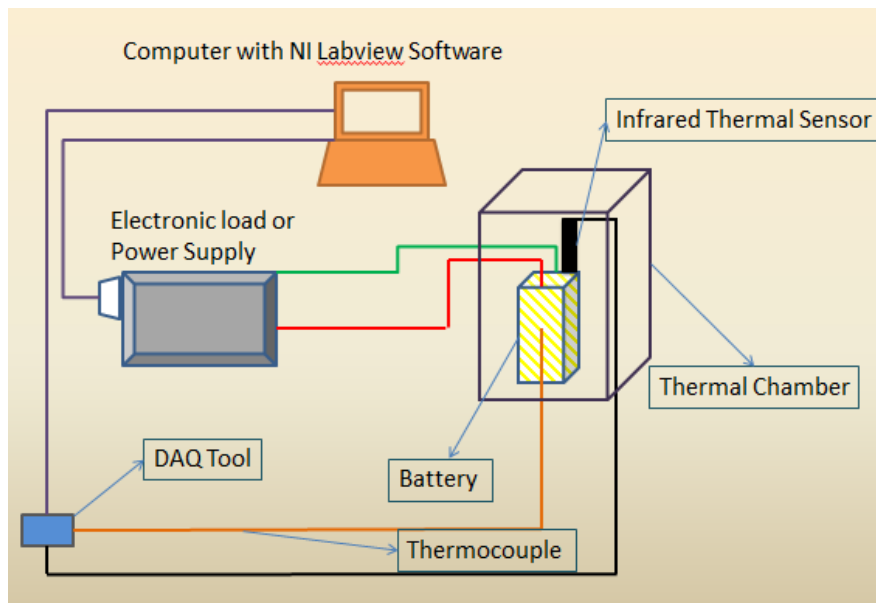 Computer with NI Labview Software
Infrared Thermal Sensor
Electronic load or
Power Supply
Thermal Chamber
DAQ Tool
Battery
Thermocouple